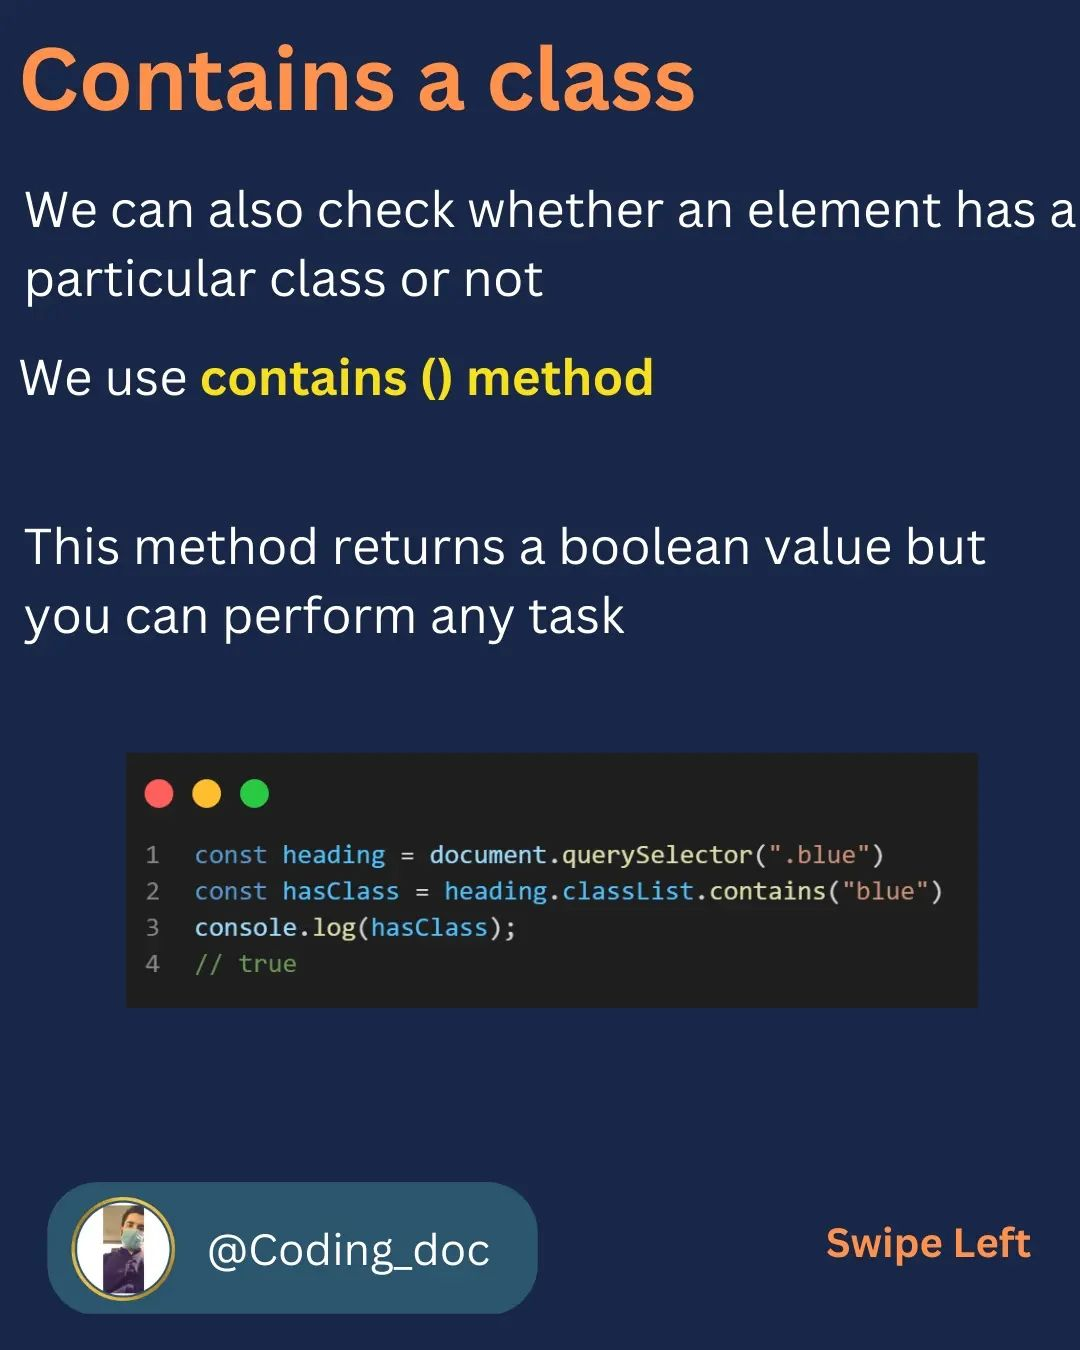 Contains a class
We can also check whether an element has a
particular class or not
We use contains () method
This method returns a boolean value but
you can perform any task
1 const heading = document.querySelector(".blue")
2 const hasClass = heading.classList.contains("blue")
3 console.log(hasClass);
4 // true
@Coding_doc
Swipe Left